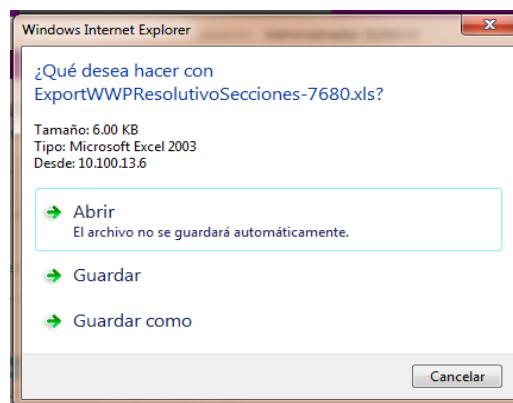 Windows Internet Explorer
¿Qué desea hacer con
ExportWWPResolutivoSecciones-7680.xls?
Tamaño: 6.00 KB
Tipo: Microsoft Excel 2003
Desde: 10.100.13.6
Abrir
El archivo no se guardará automáticamente.
Guardar
Guardar como
Cancelar